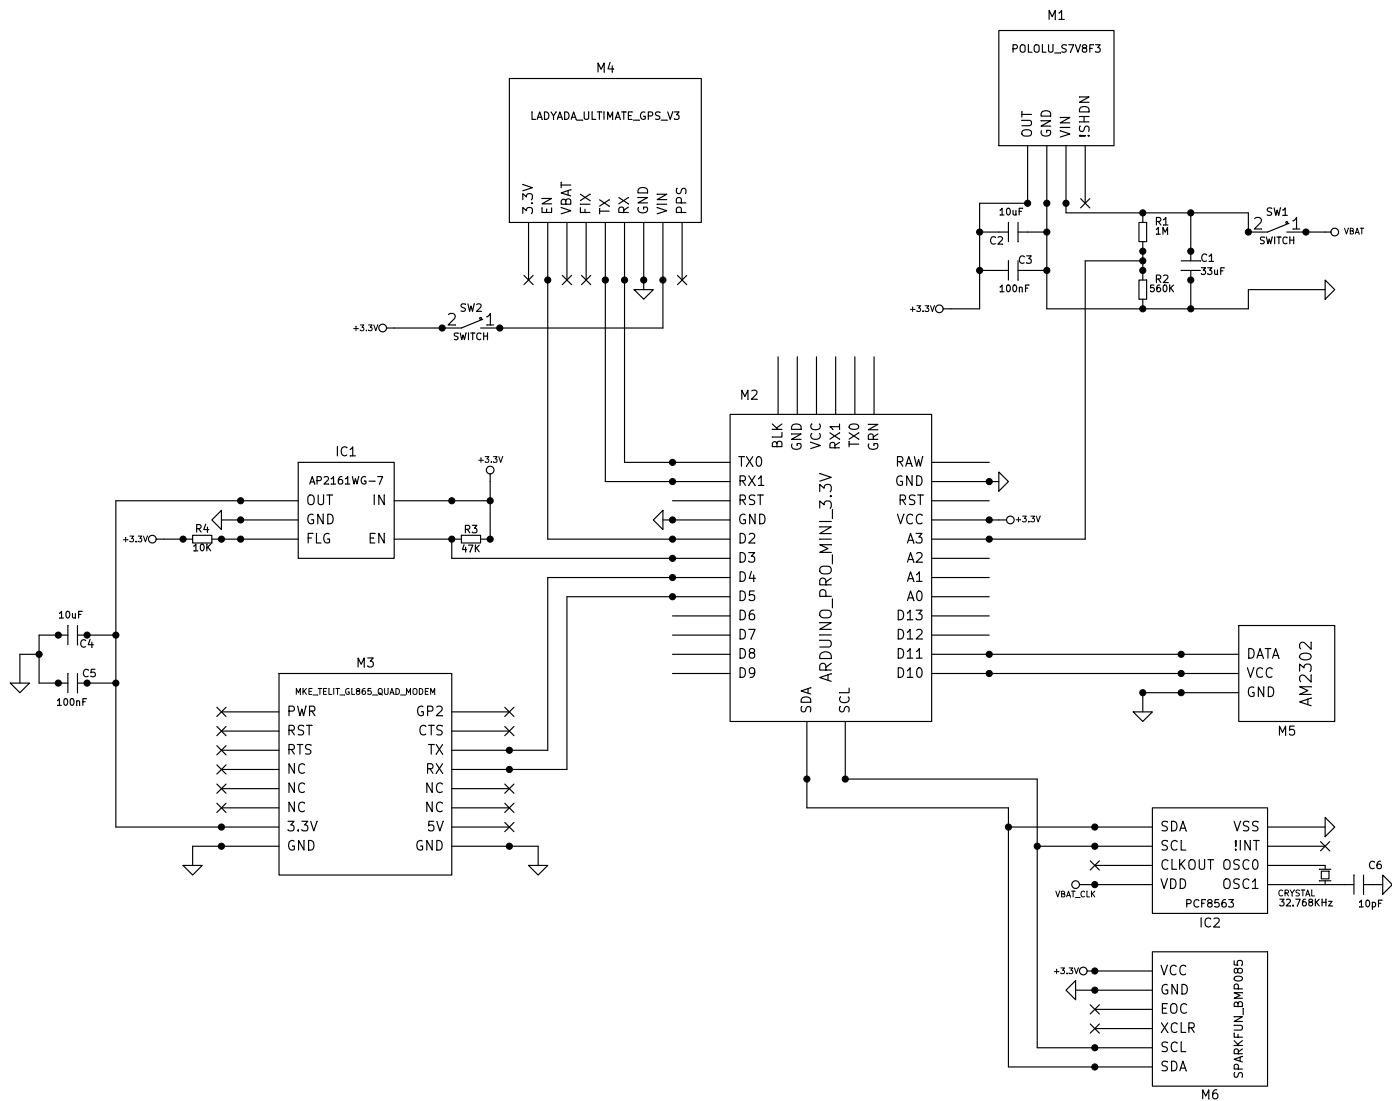 M1
POLOLU_S7V8F3
OUT
GND
VIN
!SHDN
M4
LADYADA_ULTIMATE_GPS_V3
3.3V
EN
VBAT
FIX
TX
RX
GND
VIN
PPS
10uF
C2
C3
100nF
+3.3V
R1
1M
R2
560K
C1
33uF
SW1
2 1
SWITCH
VBAT
+3.3V
SW2
2 1
SWITCH
M2
BLK
GND
VCC
RX1
TX0
GRN
ARDUINO_PRO_MINI_3.3V
TX0
RX1
RST
GND
D2
D3
D4
D5
D6
D7
D8
D9
RAW
GND
RST
VCC
A3
A2
A1
A0
D13
D12
D11
D10
SDA
SCL
+3.3V
IC1
AP2161WG-7
OUT
GND
FLG
IN
EN
+3.3V
R3
47K
+3.3V
R4
10K
10uF
C4
C5
100nF
M3
MKE_TELIT_GL865_QUAD_MODEM
PWR
RST
RTS
NC
NC
NC
3.3V
GND
GP2
CTS
TX
RX
NC
NC
5V
GND
DATA
VCC
GND
AM2302
M5
SDA
SCL
CLKOUT
VDD
VSS
!INT
OSC0
OSC1
PCF8563
IC2
VBAT_CLK
CRYSTAL
32.768KHz
C6
10pF
+3.3V
VCC
GND
EOC
XCLR
SCL
SDA
SPARKFUN_BMP085
M6